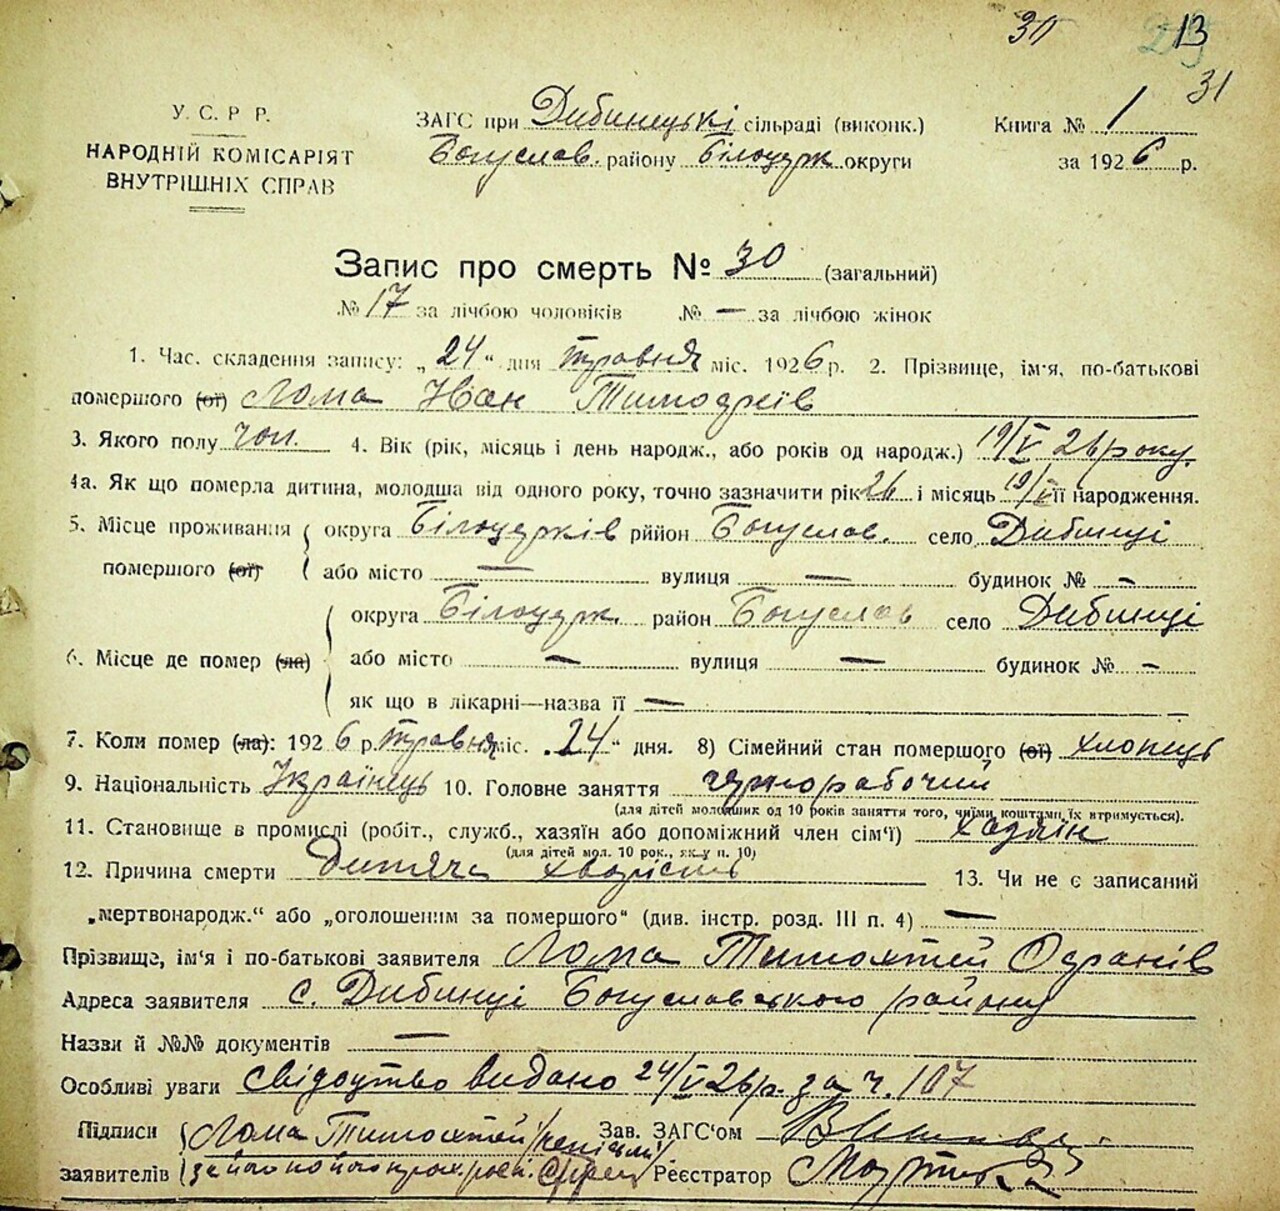 30 13
31
У. С. Р Р.
НАРОДНІЙ КОМІСАРІЯТ
ВНУТРІШНІХ СПРАВ
ЗАГС при Дибинецькі сільраді (виконк.)
Богуслав. району Білоцерк округи
Книга № 1
за 1926 р.
Запис про смерть № 30 (загальний)
№ 17 за лічбою чоловіків № — за лічбою жінок
1. Час. складення запису: „24“ дня травня міс. 1926 р. 2. Прізвище, ім'я, по-батькові
помершого (ої) Лома Іван Тимофіїв
3. Якого полу чол. 4. Вік (рік, місяць і день народж., або років од народж.) 19/V 26 року.
4а. Як що померла дитина, молодша від одного року, точно зазначити рік 26 і місяць 19/V її народження.
5. Місце проживання помершого (ої) округа Білоцерків рййон Богуслав. село Дибинці
або місто — вулиця — будинок № —
6. Місце де помер (ла) округа Білоцерк. район Богуслав село Дибинці
або місто — вулиця — будинок № —
як що в лікарні—назва її —
7. Коли помер (ла): 1926 р. травня міс. „24“ дня. 8) Сімейний стан помершого (ої) хлопець
9. Національність Українець 10. Головне заняття чорнорабочий
(для дітей молодших од 10 років заняття того, чиїми коштами їх втримується).
11. Становище в промислі (робіт., служб., хазяїн або допоміжний член сім'ї) хазяїн
(для дітей мол. 10 рок., як у п. 10)
12. Причина смерти Дитяча хворість 13. Чи не є записаний
„мертвонародж.“ або „оголошеним за помершого“ (див. інстр. розд. III п. 4) —
Прізвище, ім'я і по-батькові заявителя Лома Тимохтей
Адреса заявителя с. Дибинці Богуславського району
Назви й №№ документів —
Особливі уваги свідоцтво видано 24/V 26 р. за ч. 107
Підписи Лома Тимохтей Зав. ЗАГС'ом
заявителів за його Реєстратор